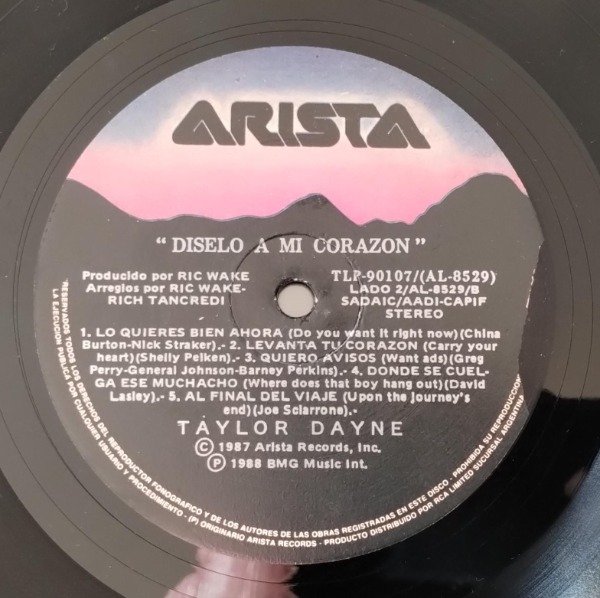 ARISTA
"DISELO A MI CORAZON"
Producido por RIC WAKE
Arreglos por RIC WAKE-
RICH TANCREDI
TLP-90107/(AL-8529)
LADO 2/AL-8529/B
SADAIC/AADI-CAPIF
STEREO
1. LO QUIERES BIEN AHORA (Do you want it right now)(China
Burton-Nick Straker).- 2. LEVANTA TU CORAZON (Carry your
heart)(Shelly Peiken).- 3. QUIERO AVISOS (Want ads)(Greg
Perry-General Johnson-Barney Perkins).- 4. DONDE SE CUEL-
GA ESE MUCHACHO (Where does that boy hang out)(David
Lasley).- 5. AL FINAL DEL VIAJE (Upon the journey's
end)(Joe Sciarrone).-
TAYLOR DAYNE
© 1987 Arista Records, Inc.
℗ 1988 BMG Music Int.
RESERVADOS TODOS LOS DERECHOS DEL REPRODUCTOR FONOGRAFICO Y DE LOS AUTORES DE LAS OBRAS REGISTRADAS EN ESTE DISCO - PROHIBIDA SU REPRODUCCION
LA EJECUCION PUBLICA POR CUALQUIER USUARIO Y PROCEDIMIENTO - (P) ORIGINARIO ARISTA RECORDS - PRODUCTO DISTRIBUIDO POR RCA LIMITED SUCURSAL ARGENTINA